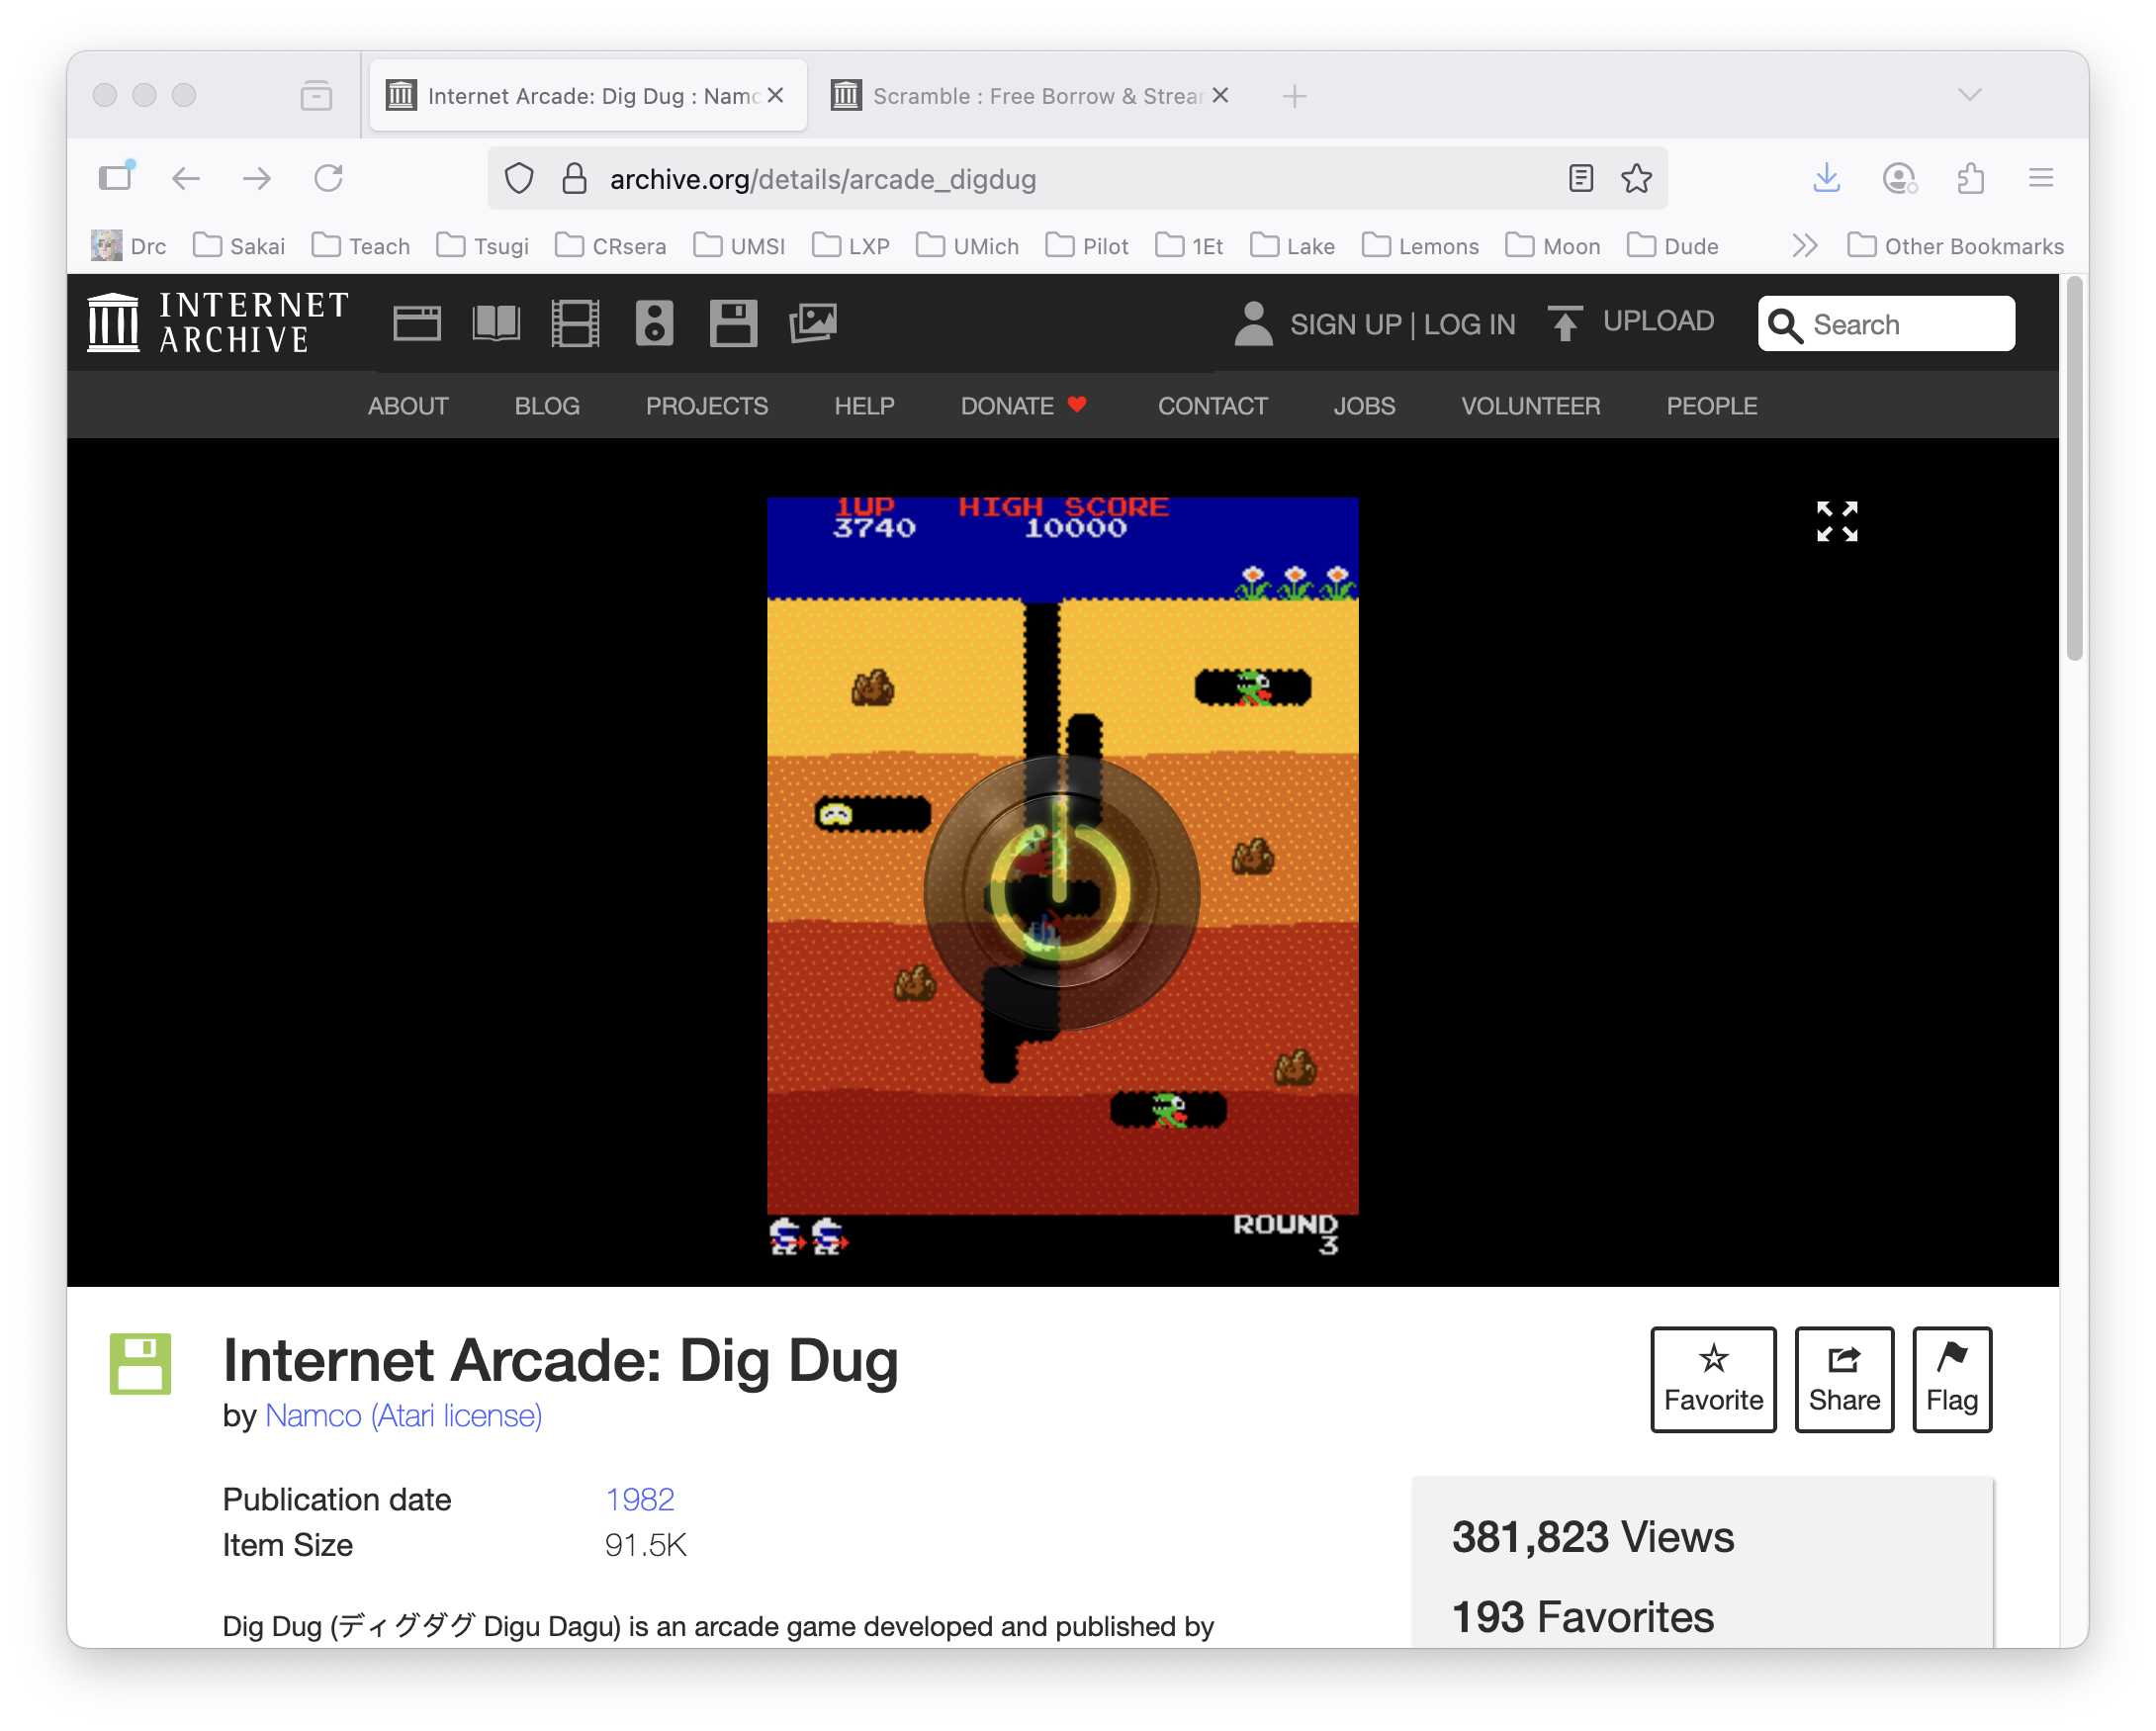 Internet Arcade: Dig Dug : Namc
Scramble : Free Borrow & Strear
archive.org/details/arcade_digdug
Drc Sakai Teach Tsugi CRsera UMSI LXP UMich Pilot 1Et Lake Lemons Moon Dude Other Bookmarks
INTERNET
ARCHIVE
SIGN UP | LOG IN UPLOAD Search
ABOUT BLOG PROJECTS HELP DONATE CONTACT JOBS VOLUNTEER PEOPLE
1UP HIGH SCORE
3740 10000
ROUND
3
Internet Arcade: Dig Dug
by Namco (Atari license)
Favorite Share Flag
Publication date 1982
Item Size 91.5K
381,823 Views
193 Favorites
Dig Dug (ディグダグ Digu Dagu) is an arcade game developed and published by